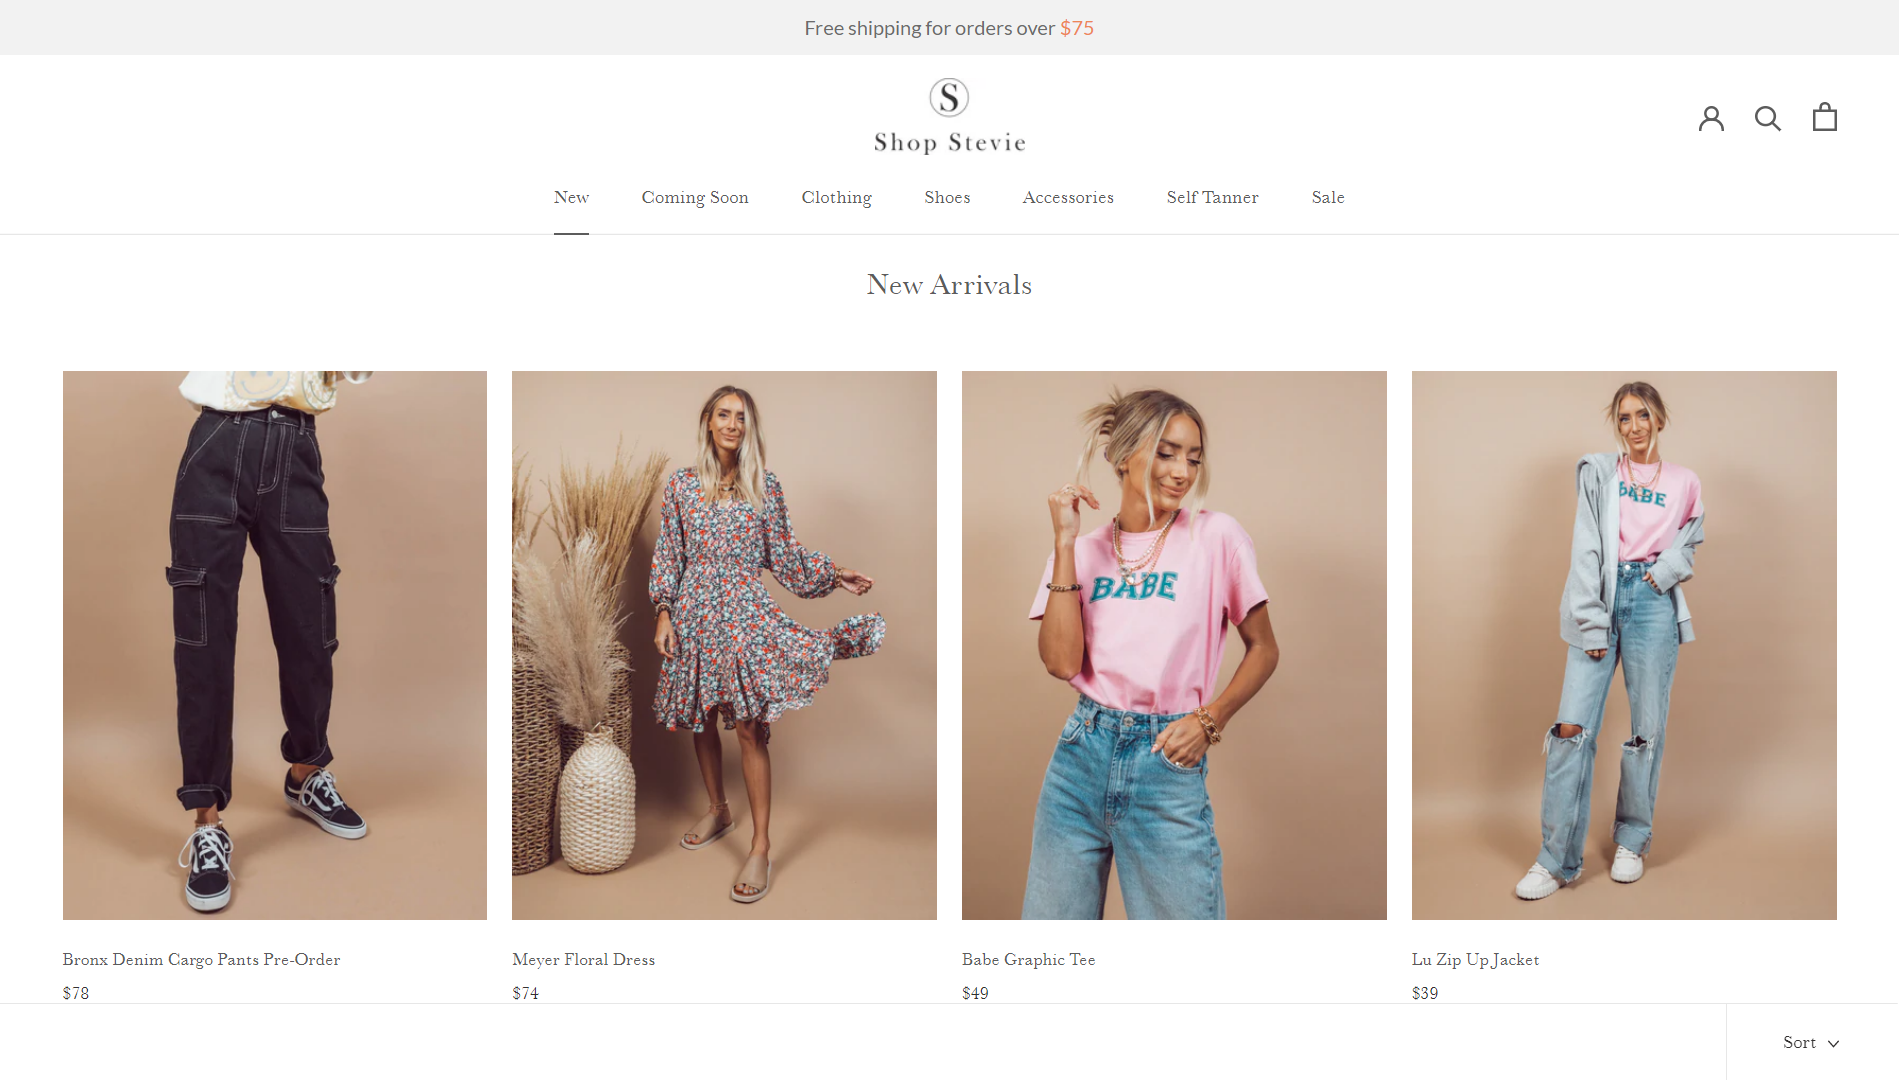 Free shipping for orders over $75
S
Shop Stevie
New
Coming Soon
Clothing
Shoes
Accessories
Self Tanner
Sale
New Arrivals
BABE
BABE
Bronx Denim Cargo Pants Pre-Order
$78
Meyer Floral Dress
$74
Babe Graphic Tee
$49
Lu Zip Up Jacket
$39
Sort